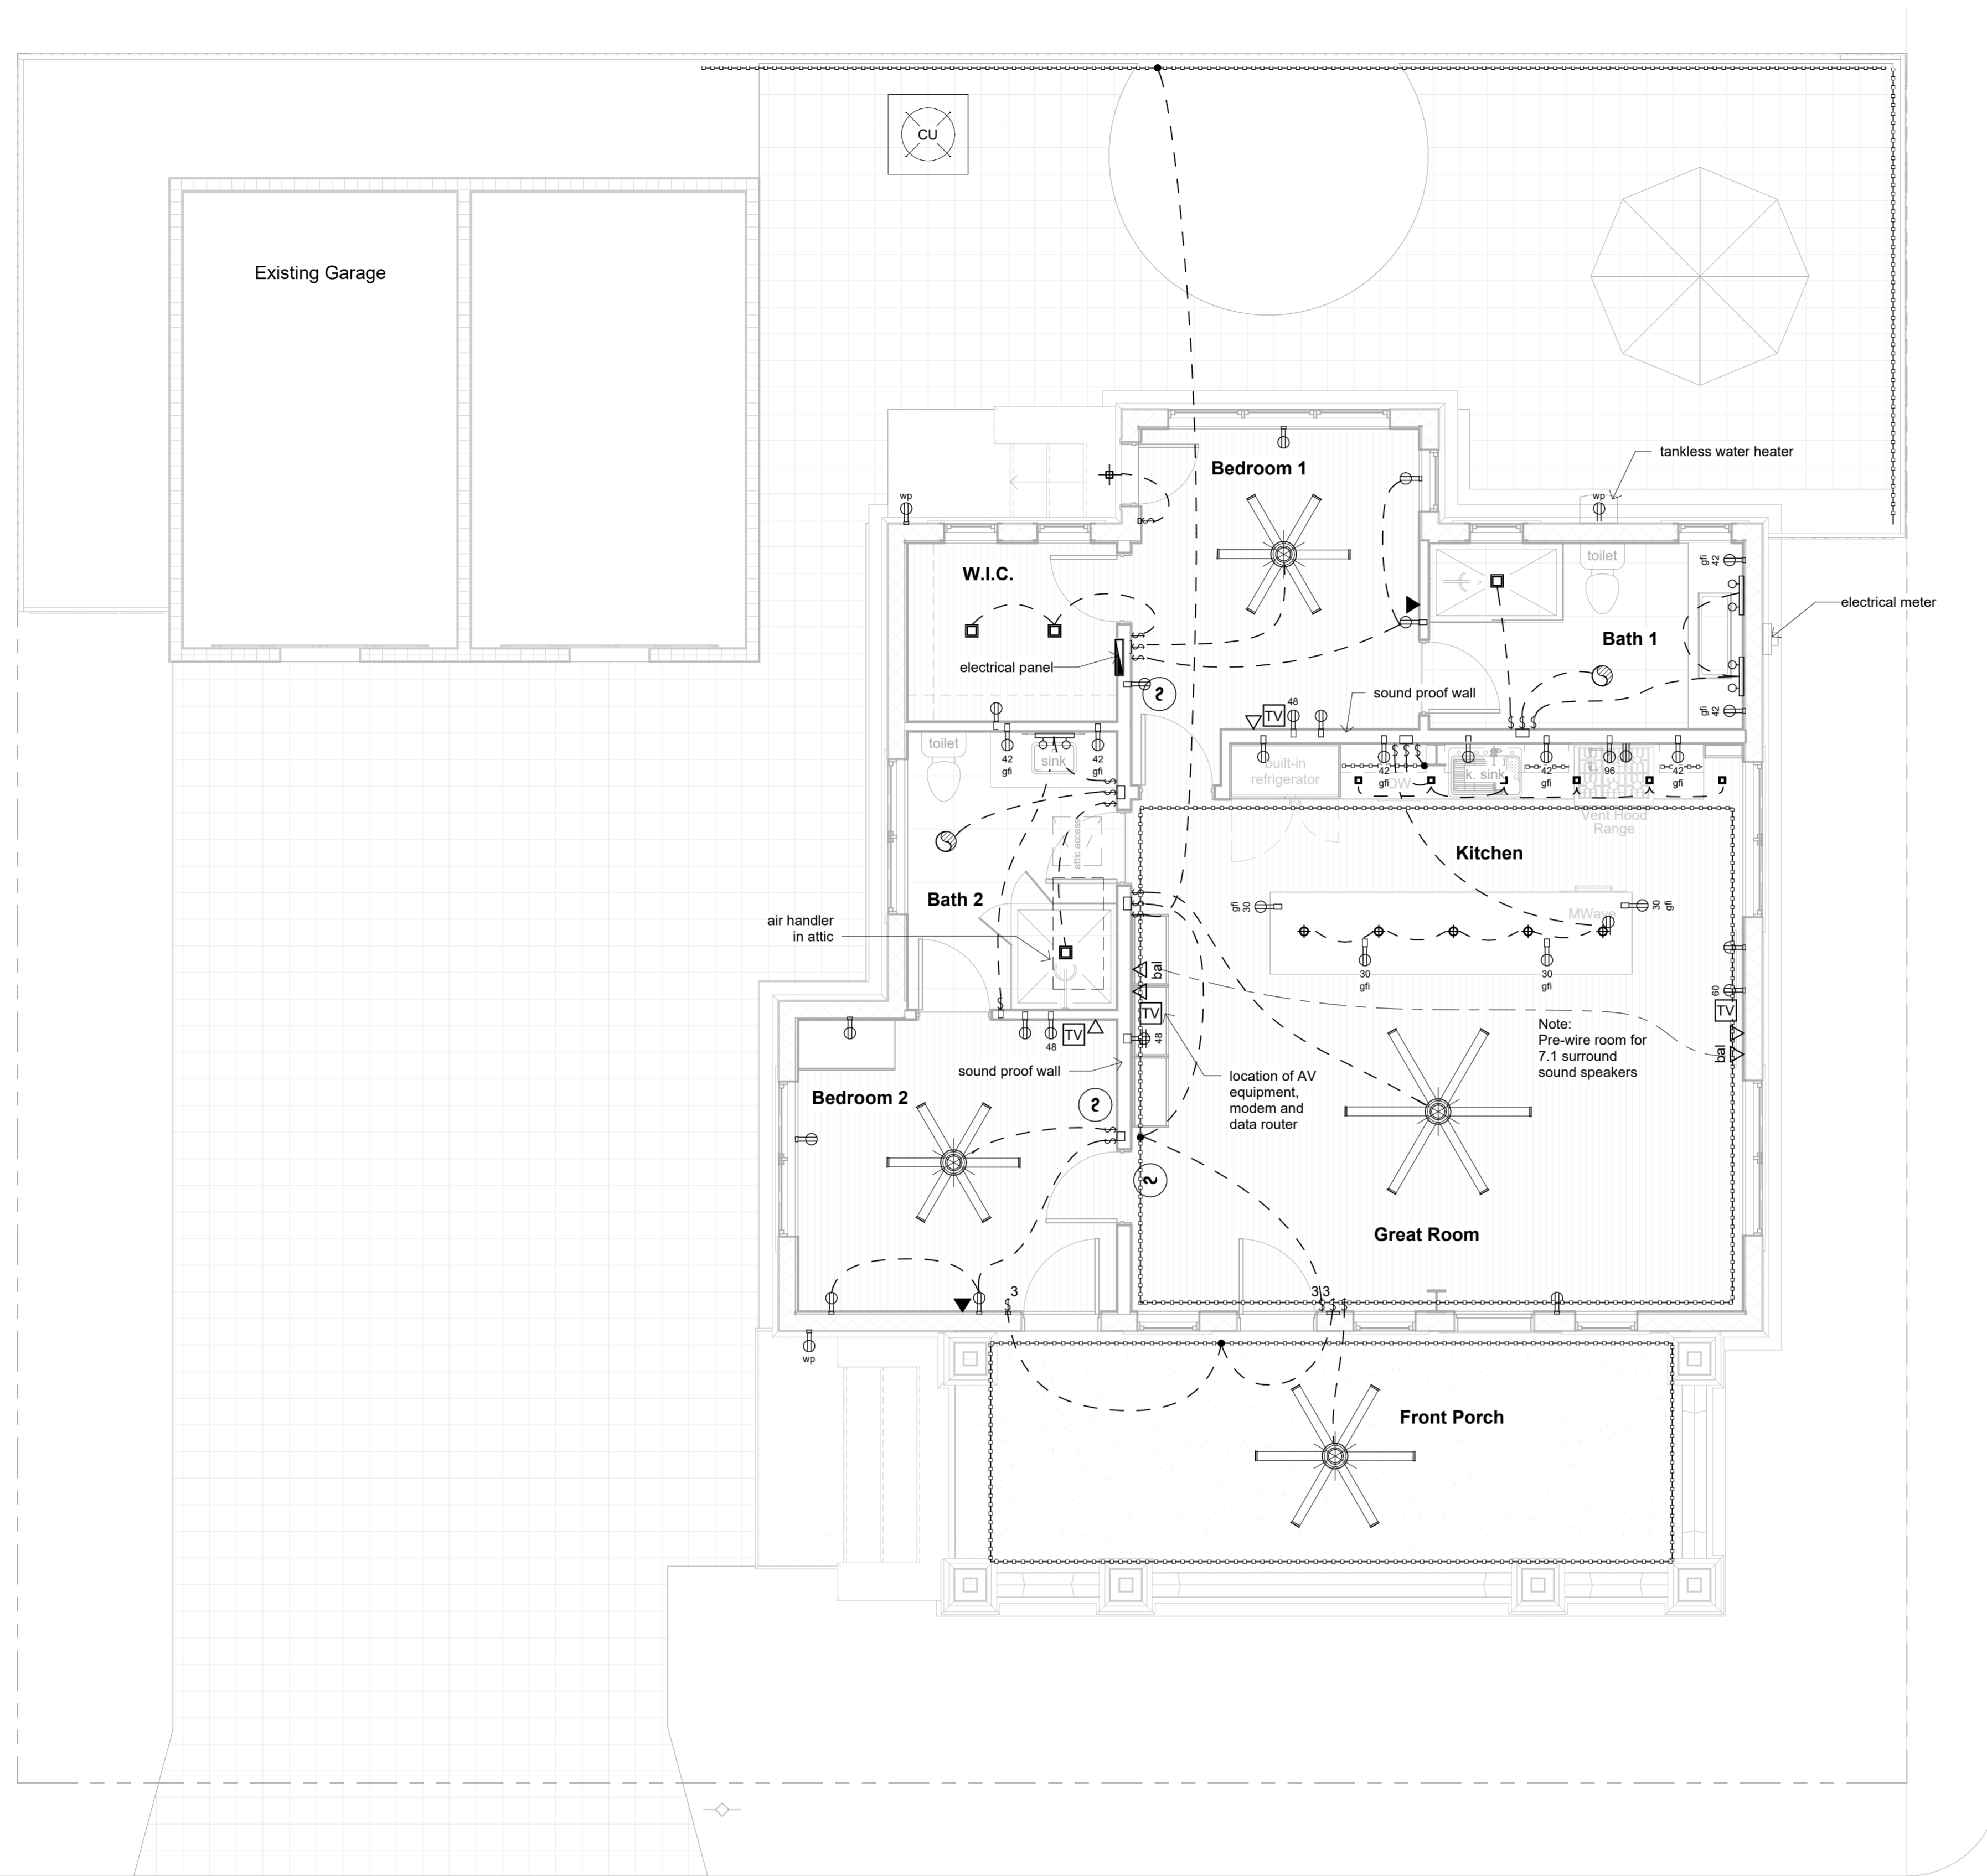 CU
Existing Garage
tankless water heater
Bedroom 1
wp
wp
toilet
gfi
42
W.I.C.
electrical meter
Bath 1
electrical panel
sound proof wall
48
TV
gfi
42
toilet
sink
42
gfi
42
gfi
built-in
refrigerator
42
gfi
DW
k. sink
42
gfi
96
42
gfi
Vent Hood
Range
attic access
Kitchen
Bath 2
gfi
30
MWave
30
gfi
air handler
in attic
30
gfi
30
gfi
bal
60
TV
TV
Note:
Pre-wire room for
7.1 surround
sound speakers
bal
48
TV
48
sound proof wall
location of AV
equipment,
modem and
data router
Bedroom 2
Great Room
3
3 3
$ $ $
wp
Front Porch